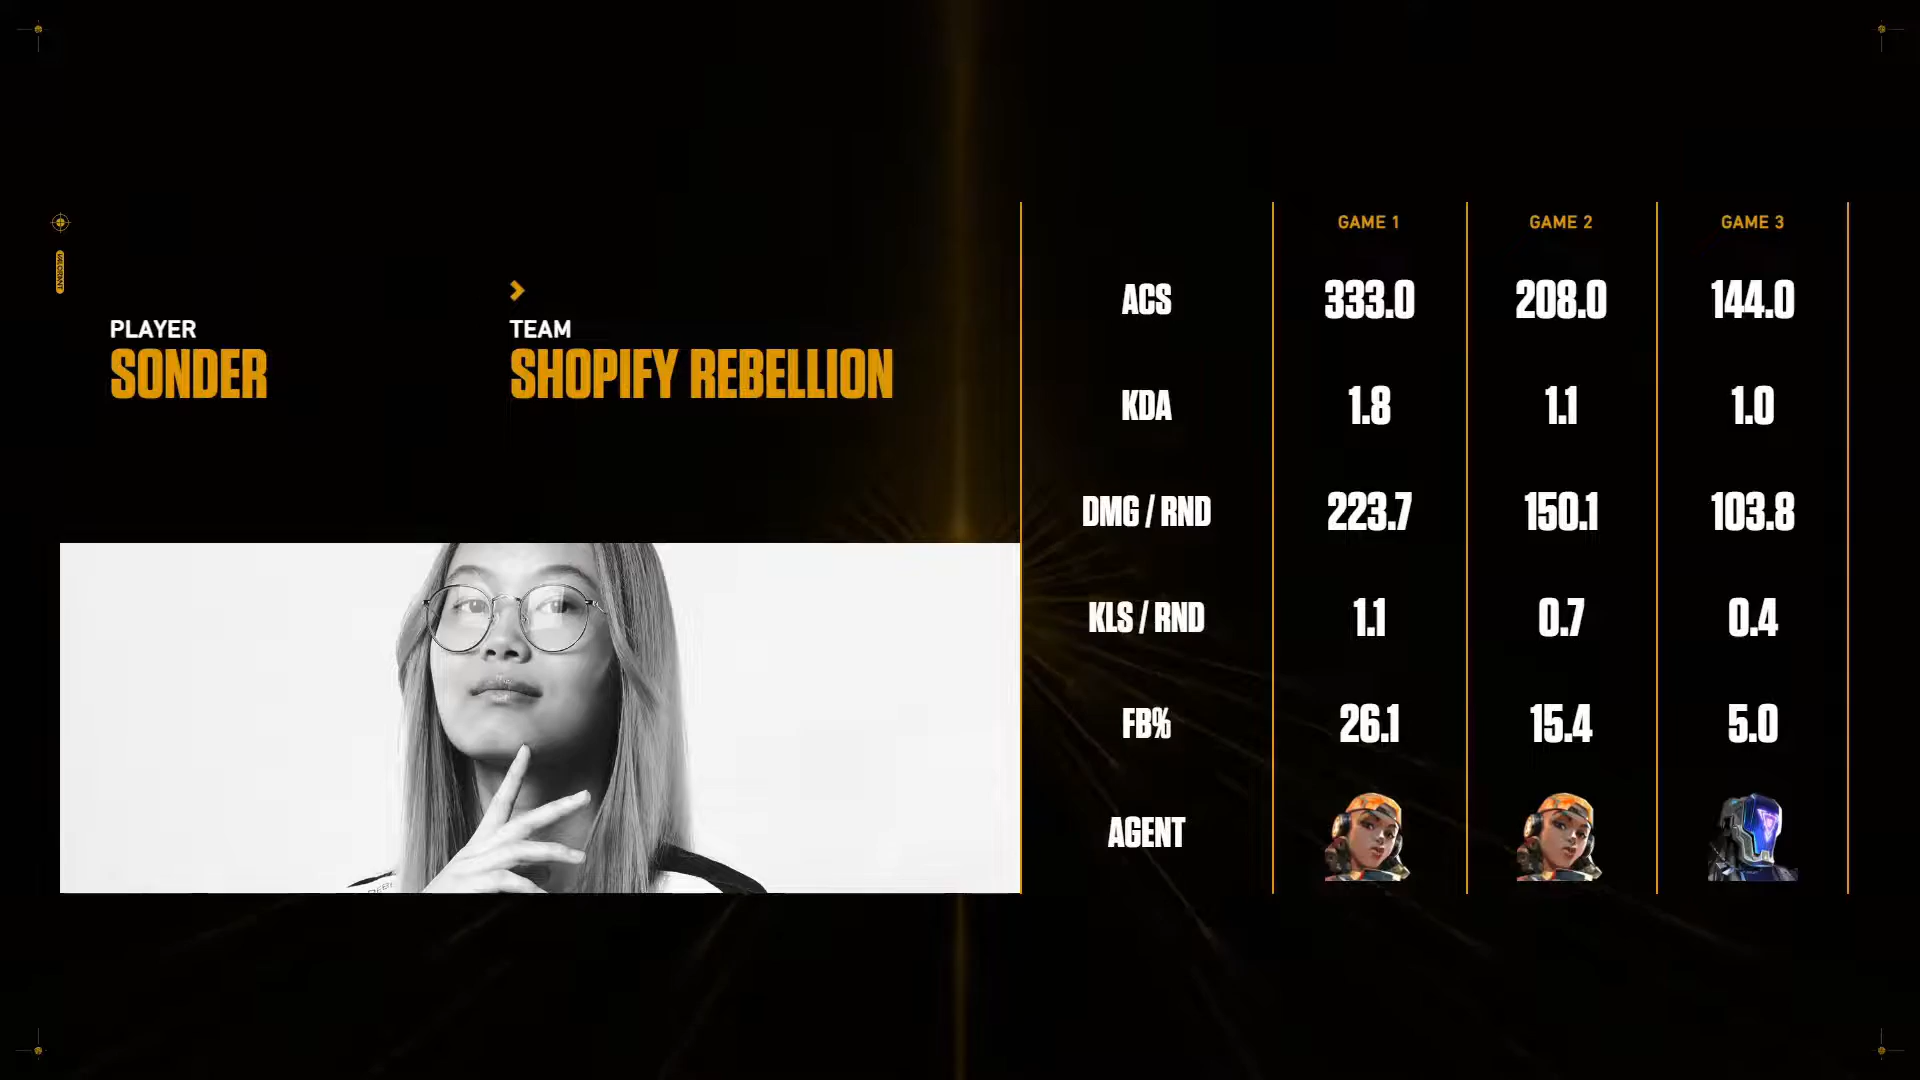 VALORANT
PLAYER
SONDER
TEAM
SHOPIFY REBELLION
GAME 1 GAME 2 GAME 3
ACS 333.0 208.0 144.0
KDA 1.8 1.1 1.0
DMG / RND 223.7 150.1 103.8
KLS / RND 1.1 0.7 0.4
FB% 26.1 15.4 5.0
AGENT